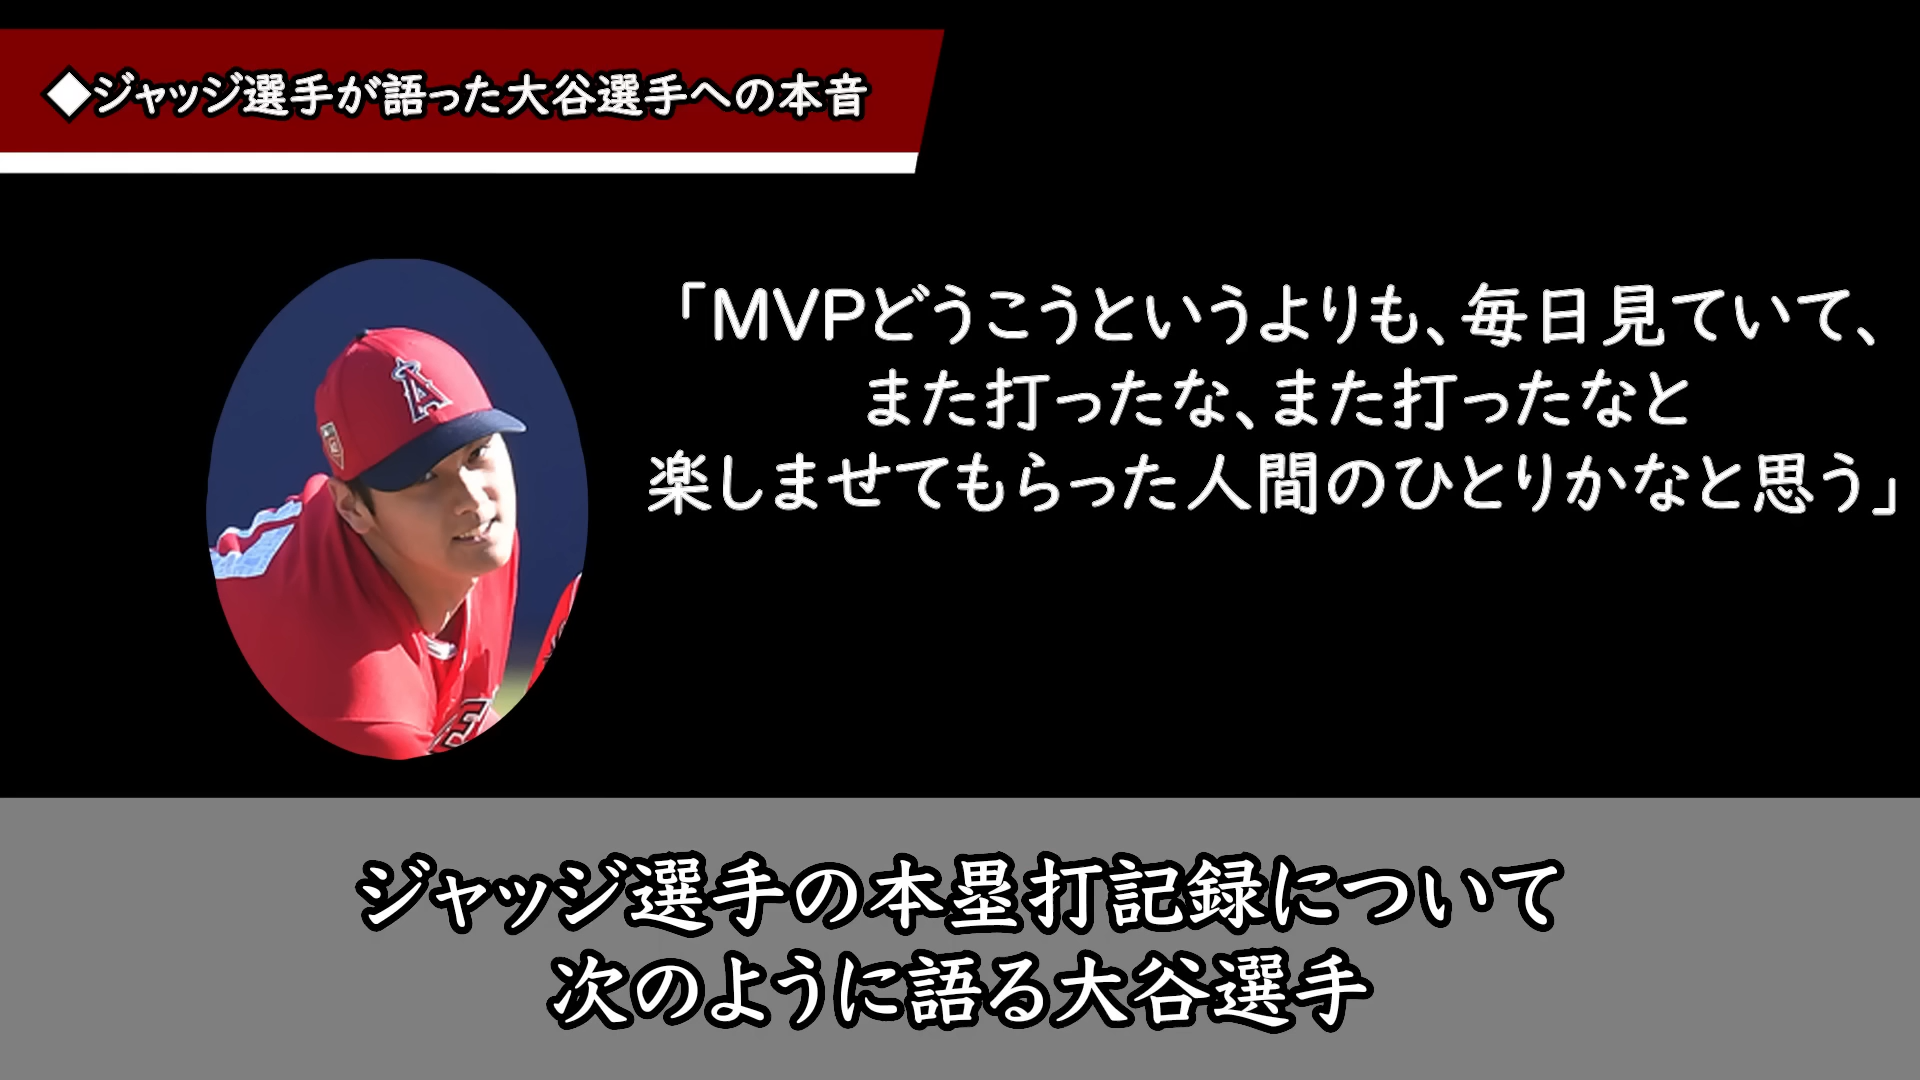 ◆ジャッジ選手が語った大谷選手への本音
「MVPどうこうというよりも、毎日見ていて、
また打ったな、また打ったなと
楽しませてもらった人間のひとりかなと思う」
ジャッジ選手の本塁打記録について
次のように語る大谷選手